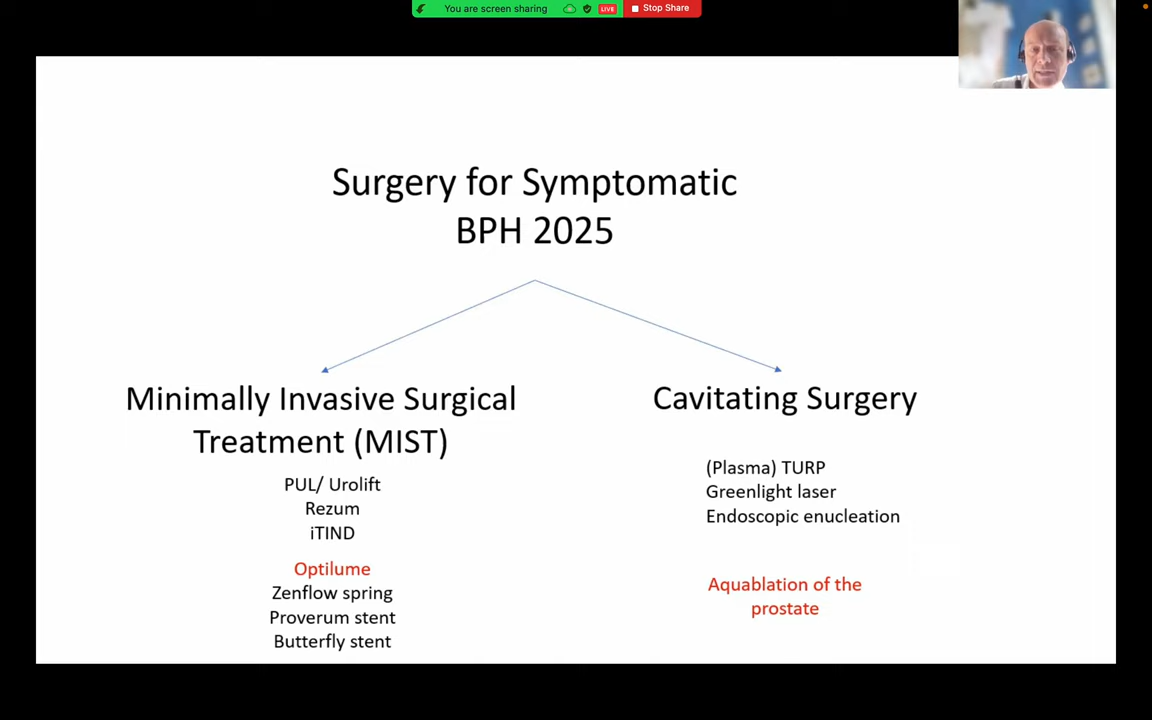 You are screen sharing LIVE Stop Share
Surgery for Symptomatic
BPH 2025
Minimally Invasive Surgical
Treatment (MIST)
PUL/ Urolift
Rezum
iTIND
Optilume
Zenflow spring
Proverum stent
Butterfly stent
Cavitating Surgery
(Plasma) TURP
Greenlight laser
Endoscopic enucleation
Aquablation of the
prostate